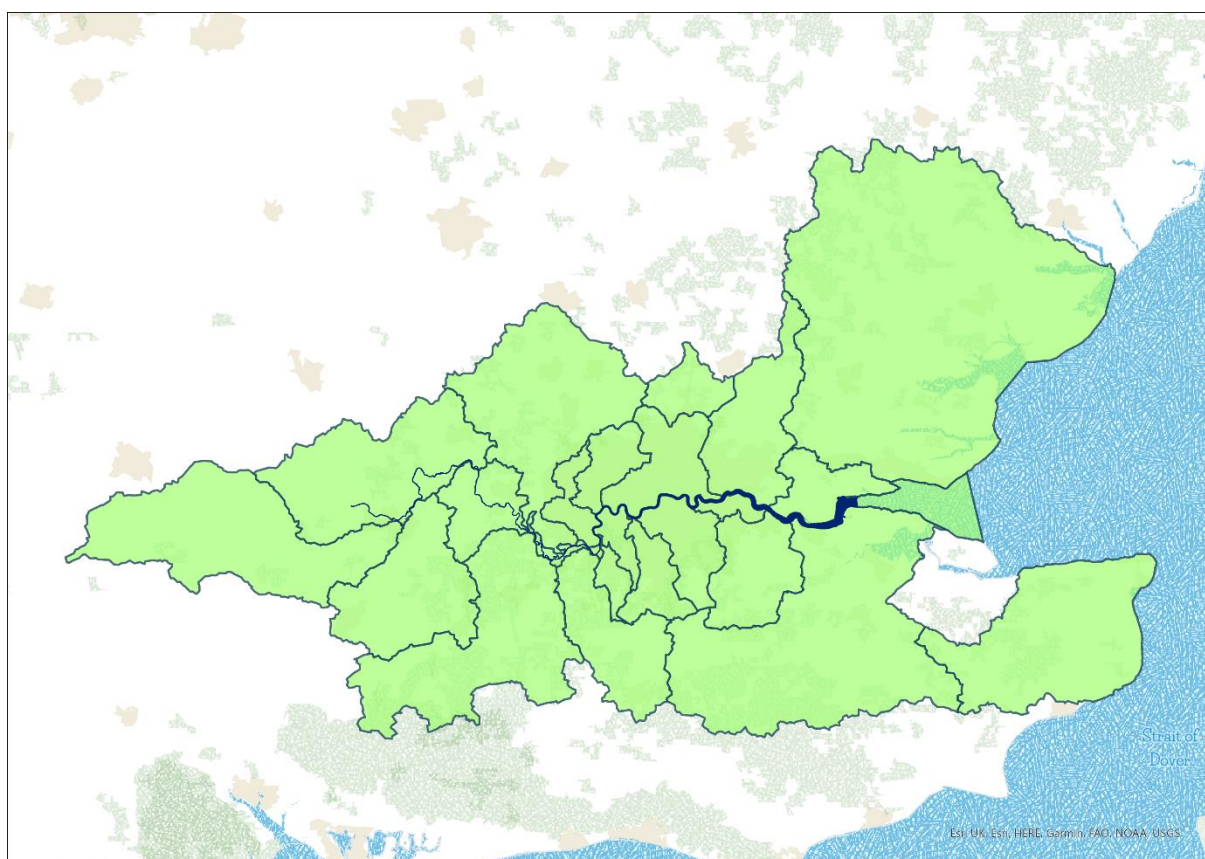 Strait of
Dover
Esri UK, Esri, HERE, Garmin, FAO, NOAA, USGS